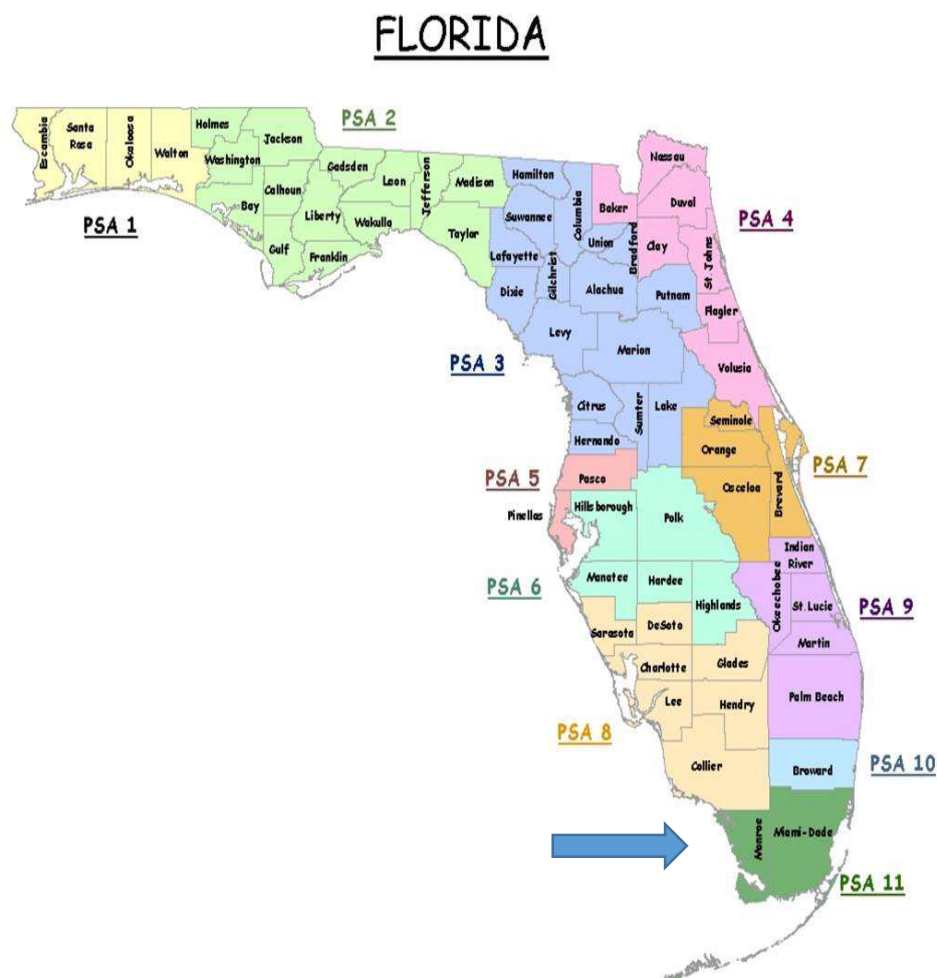 FLORIDA
PSA 2
Escambia
Santa
Rosa
Okaloosa
Walton
Holmes
Jackson
Washington
Bay
Calhoun
Gulf
Gadsden
Liberty
Franklin
Leon
Wakulla
Jefferson
Madison
Taylor
PSA 1
Hamilton
Suwannee
Lafayette
Dixie
Columbia
Gilchrist
Union
Bradford
Alachua
Putnam
Levy
Marion
Citrus
Hernando
Sumter
Lake
PSA 3
Nassau
Baker
Duval
Clay
St. Johns
Flagler
Volusia
PSA 4
Pasco
Pinellas
PSA 5
Hillsborough
Polk
Manatee
Hardee
Highlands
PSA 6
Seminole
Orange
Osceloa
Brevard
PSA 7
Sarasota
DeSoto
Charlotte
Glades
Lee
Hendry
Collier
PSA 8
Indian
River
Okeechobee
St. Lucie
Martin
Palm Beach
PSA 9
Broward
PSA 10
Monroe
Miami-Dade
PSA 11